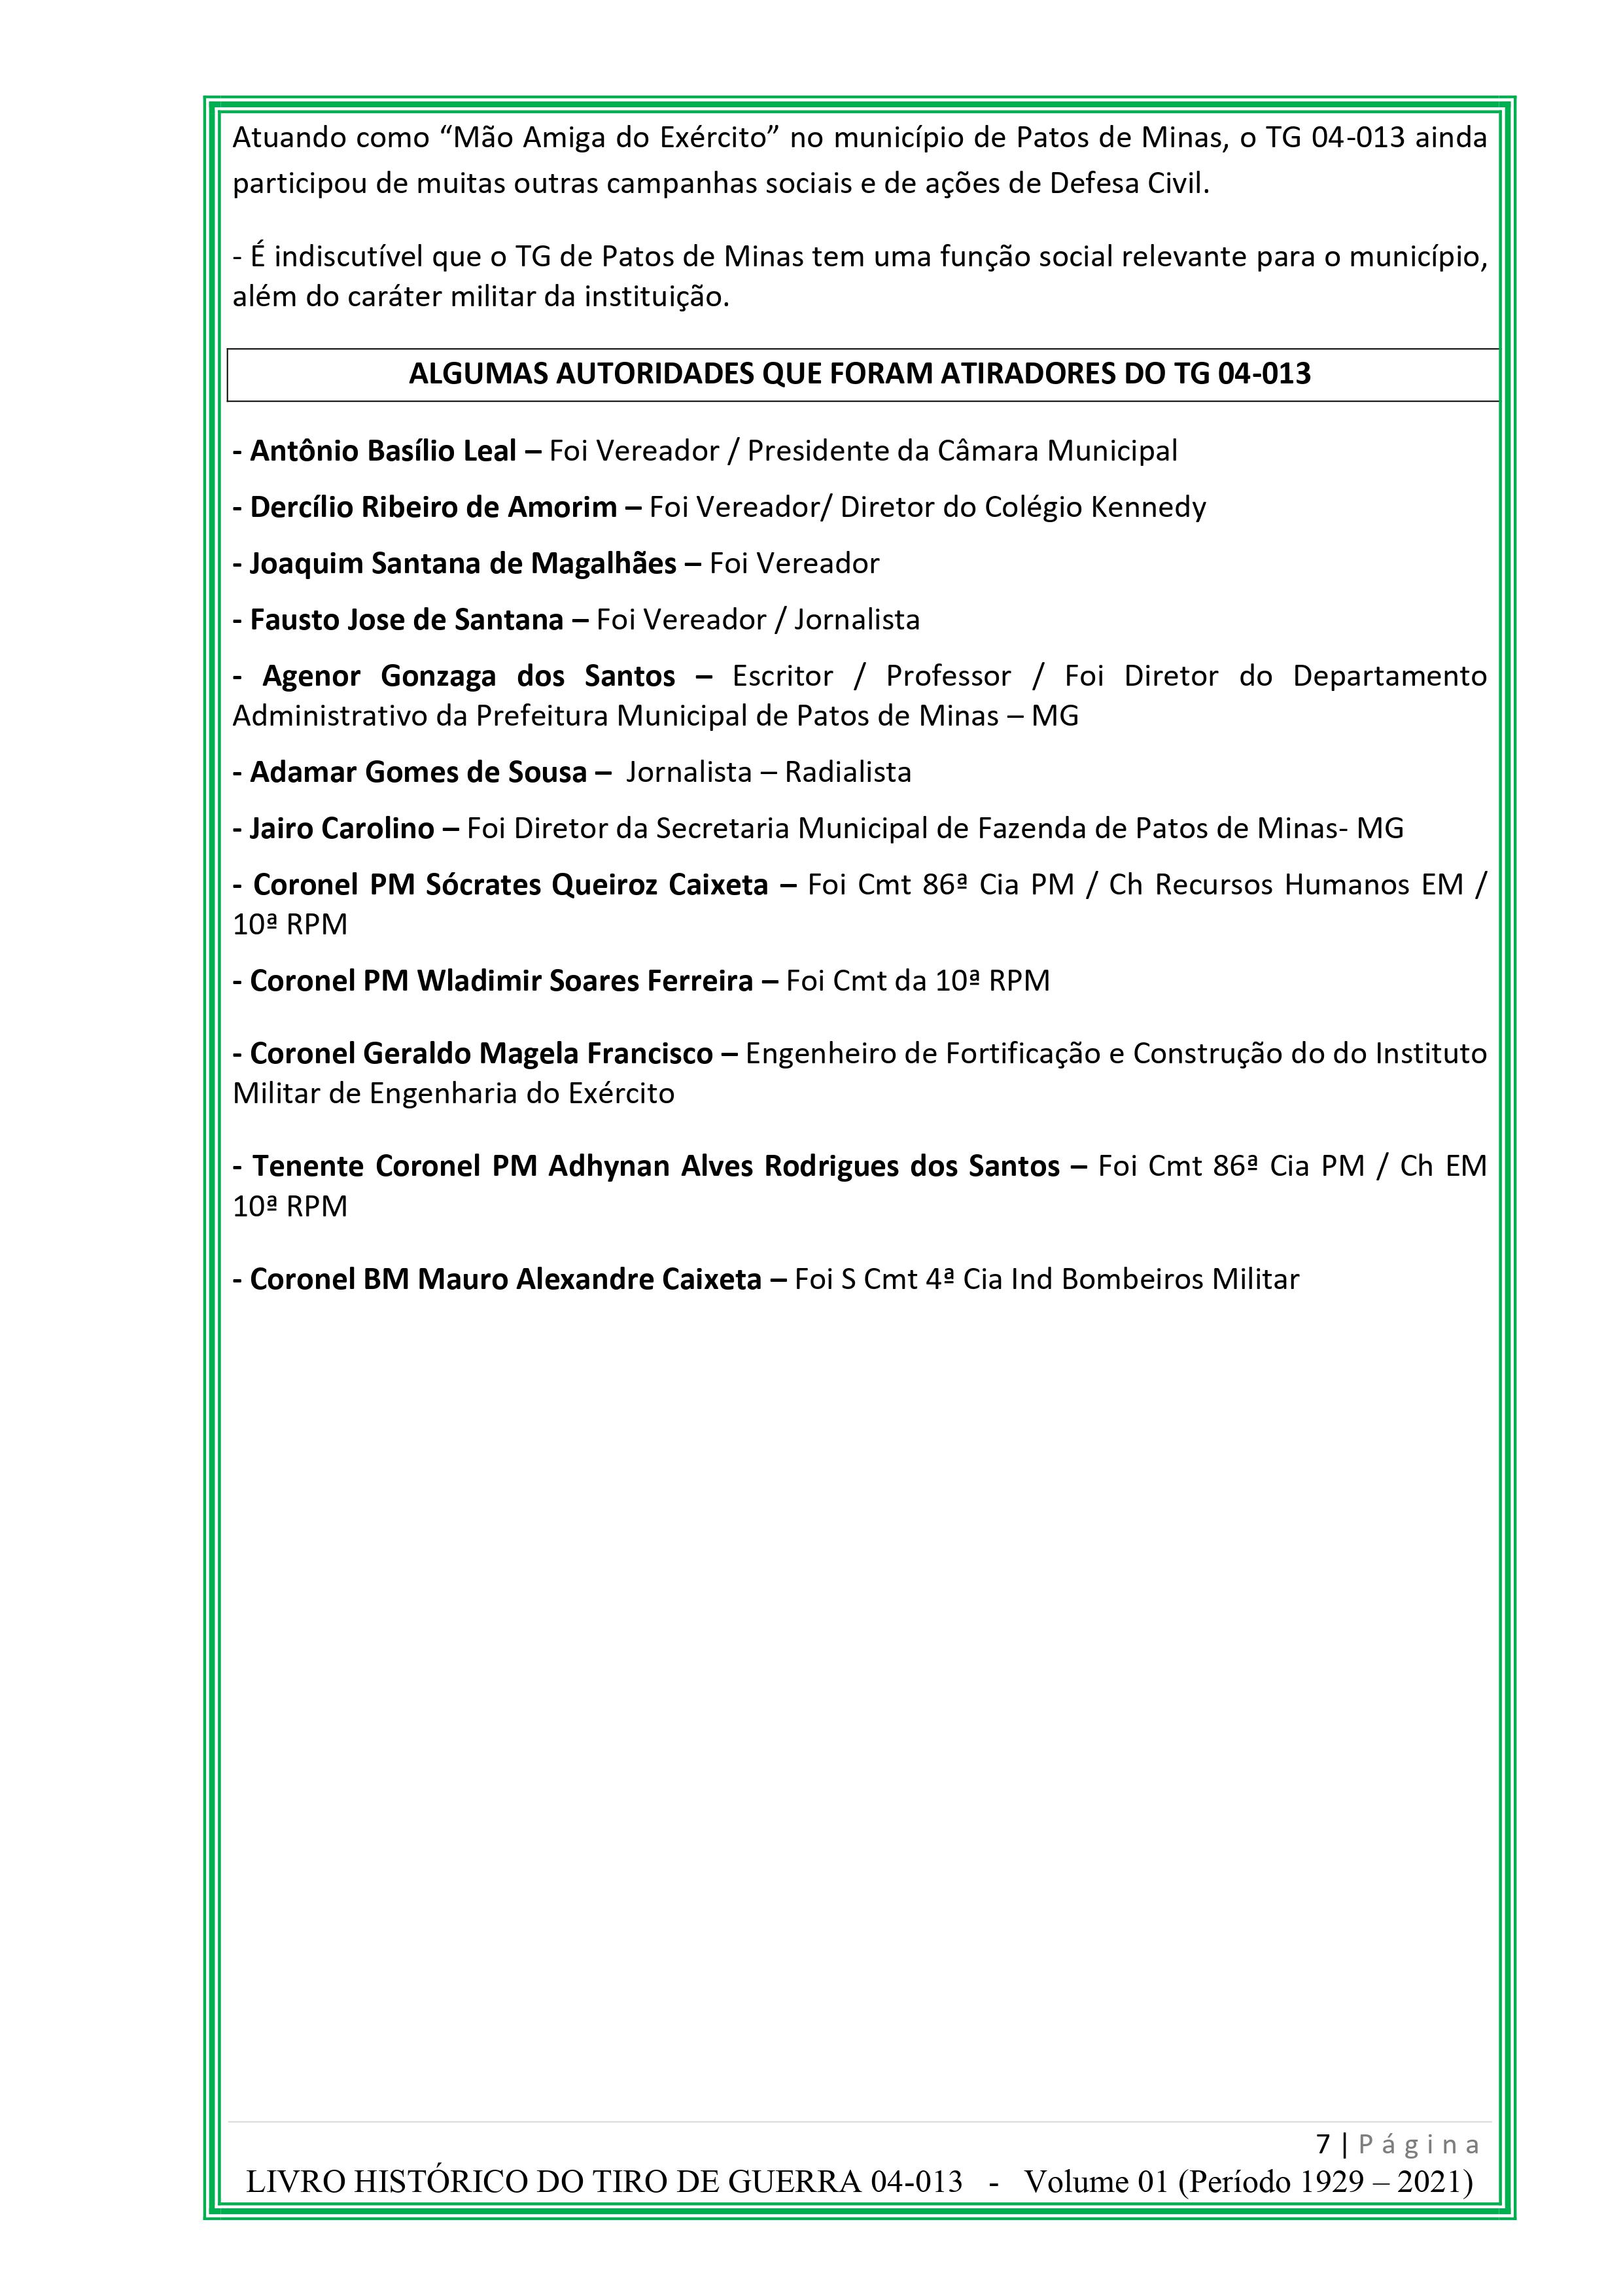 Atuando como “Mão Amiga do Exército” no município de Patos de Minas, o TG 04-013 ainda
participou de muitas outras campanhas sociais e de ações de Defesa Civil.
- É indiscutível que o TG de Patos de Minas tem uma função social relevante para o município,
além do caráter militar da instituição.
ALGUMAS AUTORIDADES QUE FORAM ATIRADORES DO TG 04-013
- Antônio Basílio Leal – Foi Vereador / Presidente da Câmara Municipal
- Dercílio Ribeiro de Amorim – Foi Vereador/ Diretor do Colégio Kennedy
- Joaquim Santana de Magalhães – Foi Vereador
- Fausto Jose de Santana – Foi Vereador / Jornalista
- Agenor Gonzaga dos Santos – Escritor / Professor / Foi Diretor do Departamento
Administrativo da Prefeitura Municipal de Patos de Minas – MG
- Adamar Gomes de Sousa – Jornalista – Radialista
- Jairo Carolino – Foi Diretor da Secretaria Municipal de Fazenda de Patos de Minas- MG
- Coronel PM Sócrates Queiroz Caixeta – Foi Cmt 86ª Cia PM / Ch Recursos Humanos EM /
10ª RPM
- Coronel PM Wladimir Soares Ferreira – Foi Cmt da 10ª RPM
- Coronel Geraldo Magela Francisco – Engenheiro de Fortificação e Construção do do Instituto
Militar de Engenharia do Exército
- Tenente Coronel PM Adhynan Alves Rodrigues dos Santos – Foi Cmt 86ª Cia PM / Ch EM
10ª RPM
- Coronel BM Mauro Alexandre Caixeta – Foi S Cmt 4ª Cia Ind Bombeiros Militar
7 | Página
LIVRO HISTÓRICO DO TIRO DE GUERRA 04-013 - Volume 01 (Período 1929 – 2021)